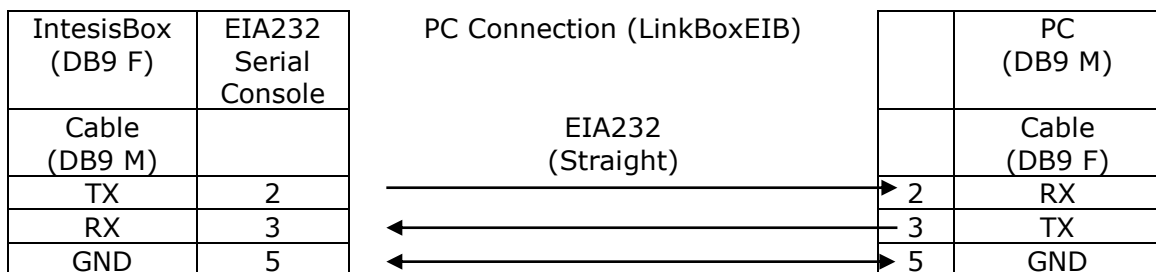 IntesisBox EIA232 PC Connection (LinkBoxEIB) PC
(DB9 F) Serial (DB9 M)
Console
Cable EIA232 Cable
(DB9 M) (Straight) (DB9 F)
TX 2 2 RX
RX 3 3 TX
GND 5 5 GND